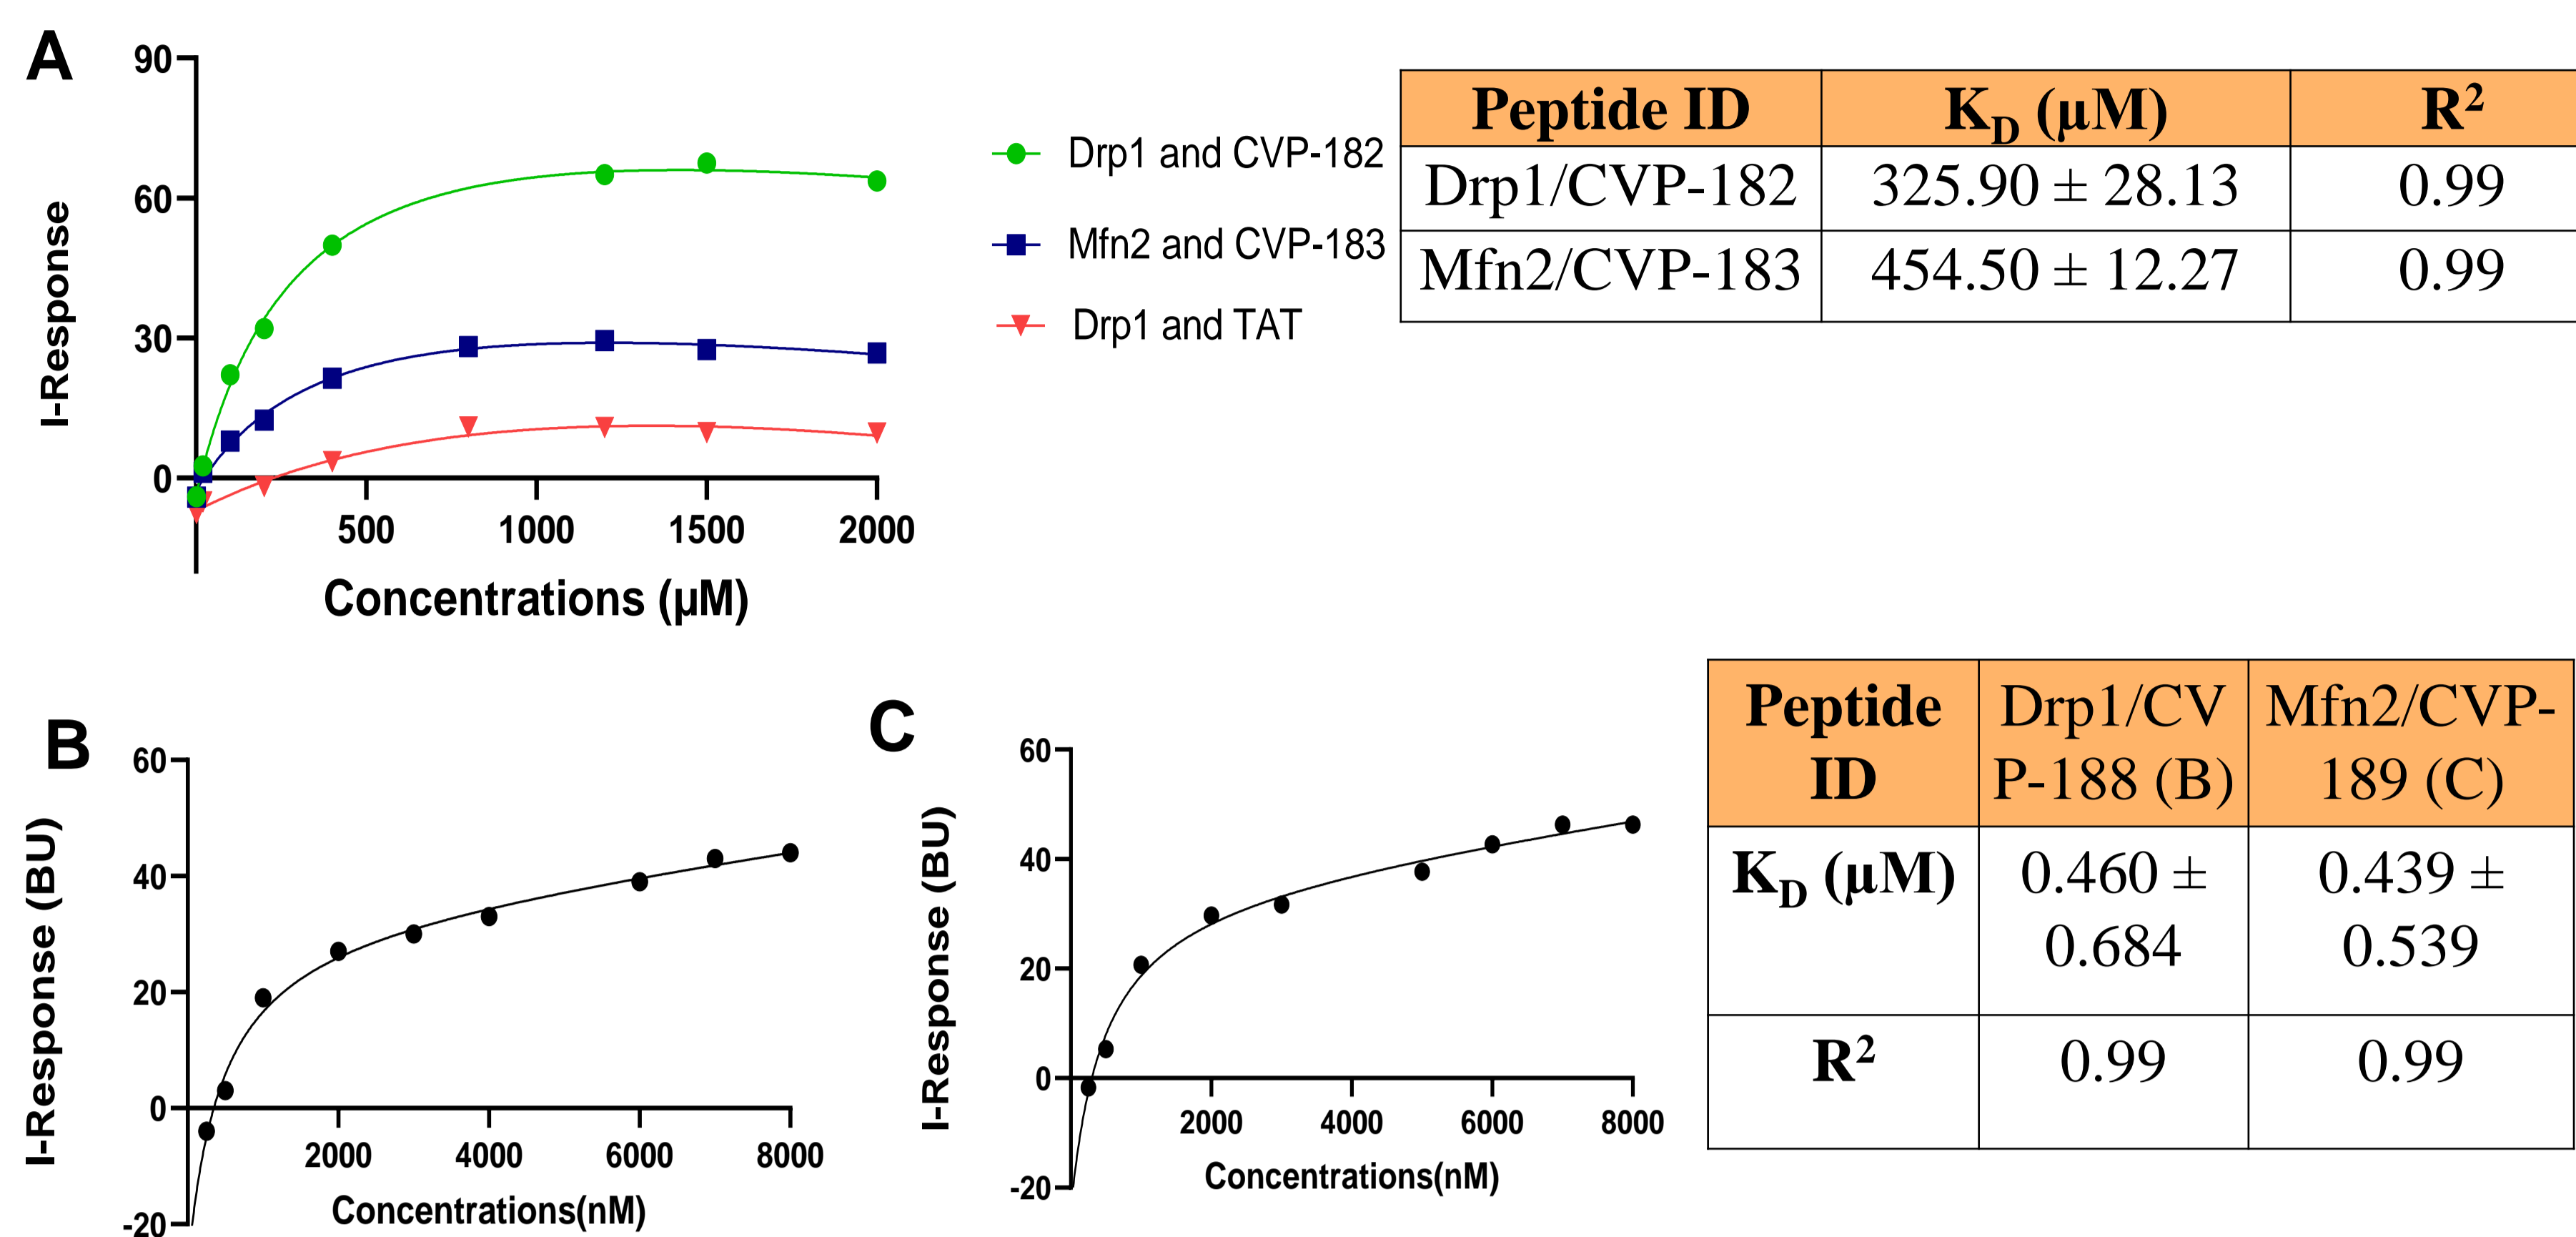 A
90
60
30
0
I-Response
500 1000 1500 2000
Concentrations (µM)
Drp1 and CVP-182
Mfn2 and CVP-183
Drp1 and TAT
Peptide ID K_D (µM) R²
Drp1/CVP-182 325.90 ± 28.13 0.99
Mfn2/CVP-183 454.50 ± 12.27 0.99
B
60
40
20
0
-20
I-Response (BU)
2000 4000 6000 8000
Concentrations(nM)
C
60
40
20
0
-20
I-Response (BU)
2000 4000 6000 8000
Concentrations(nM)
Peptide Drp1/CV Mfn2/CVP-
ID P-188 (B) 189 (C)
K_D (µM) 0.460 ± 0.439 ±
0.684 0.539
R² 0.99 0.99